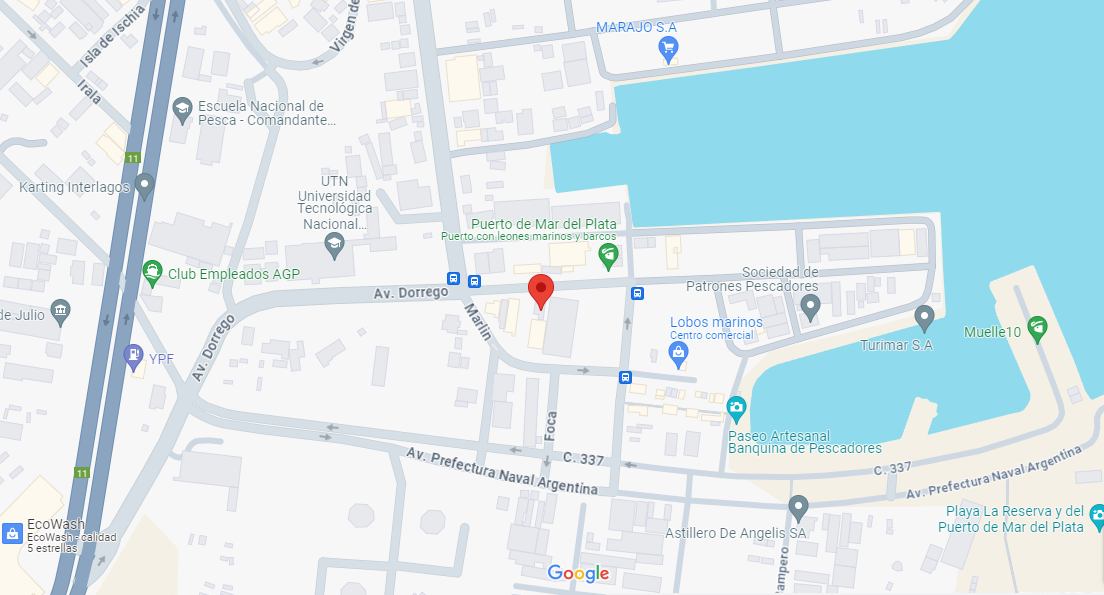 MARAJO S.A
Isla de Ischia
Virgen de
Irala
Escuela Nacional de
Pesca - Comandante...
11
Karting Interlagos
UTN
Universidad
Tecnológica
Nacional...
Puerto de Mar del Plata
Puerto con leones marinos y barcos
Club Empleados AGP
Av. Dorrego
Sociedad de
Patrones Pescadores
de Julio
Marlin
Lobos marinos
Centro comercial
Turimar S.A
Muelle10
YPF
Av. Dorrego
Foca
Paseo Artesanal
Banquina de Pescadores
C. 337
C. 337
Av. Prefectura Naval Argentina
Av. Prefectura Naval Argentina
11
EcoWash
EcoWash - calidad
5 estrellas
Astillero De Angelis SA
Playa La Reserva y del
Puerto de Mar del Plata
Pampero
Google